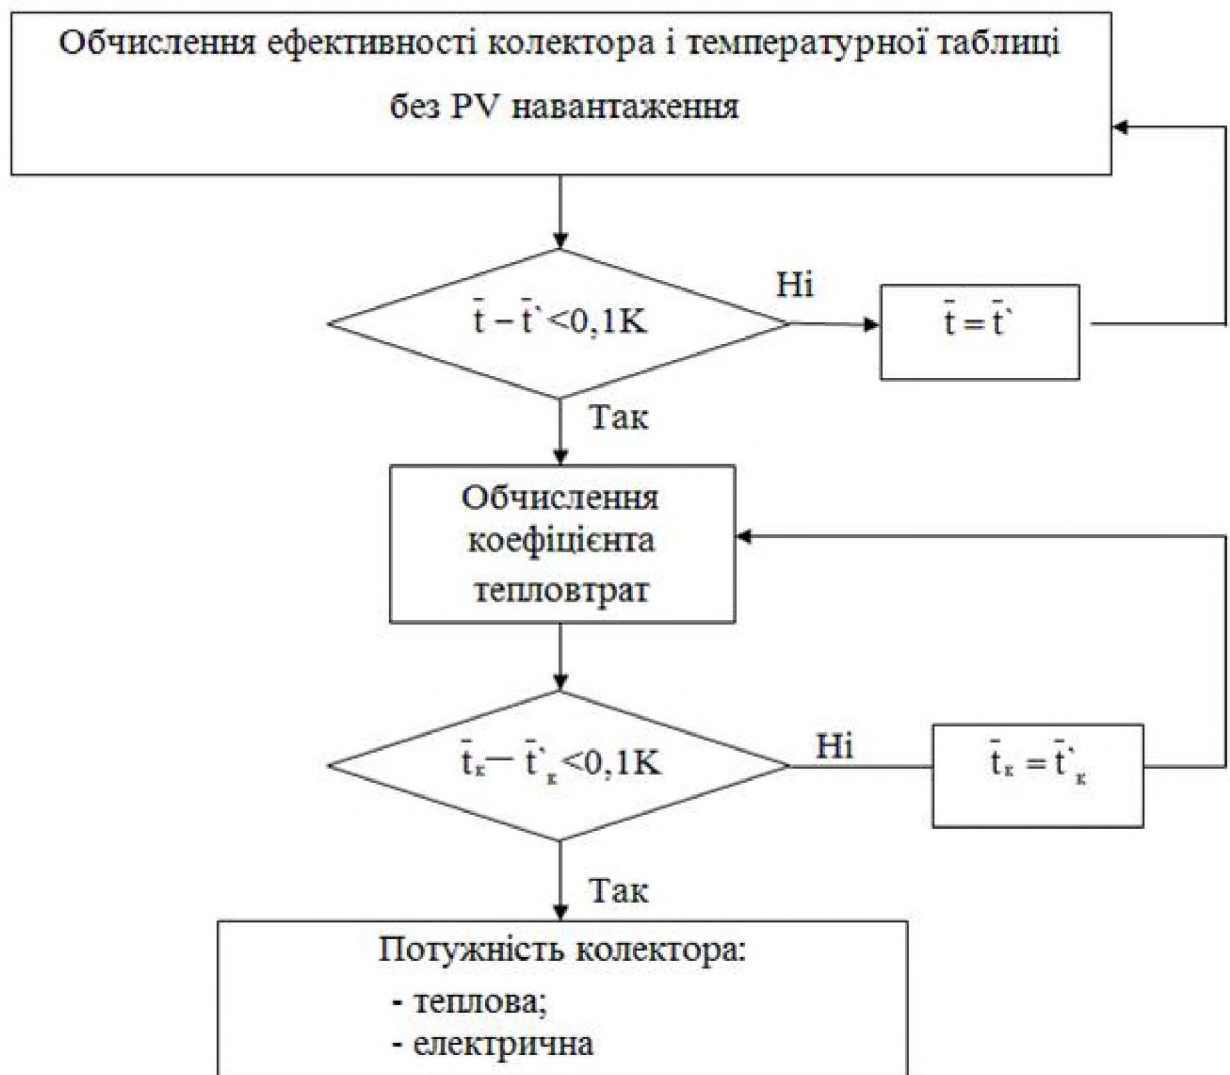 Обчислення ефективності колектора і температурної таблиці
без PV навантаження
Ні
t̄ − t̄`<0,1K
t̄ = t̄`
Так
Обчислення
коефіцієнта
тепловтрат
Ні
t̄к − t̄`к<0,1K
t̄к = t̄`к
Так
Потужність колектора:
- теплова;
- електрична